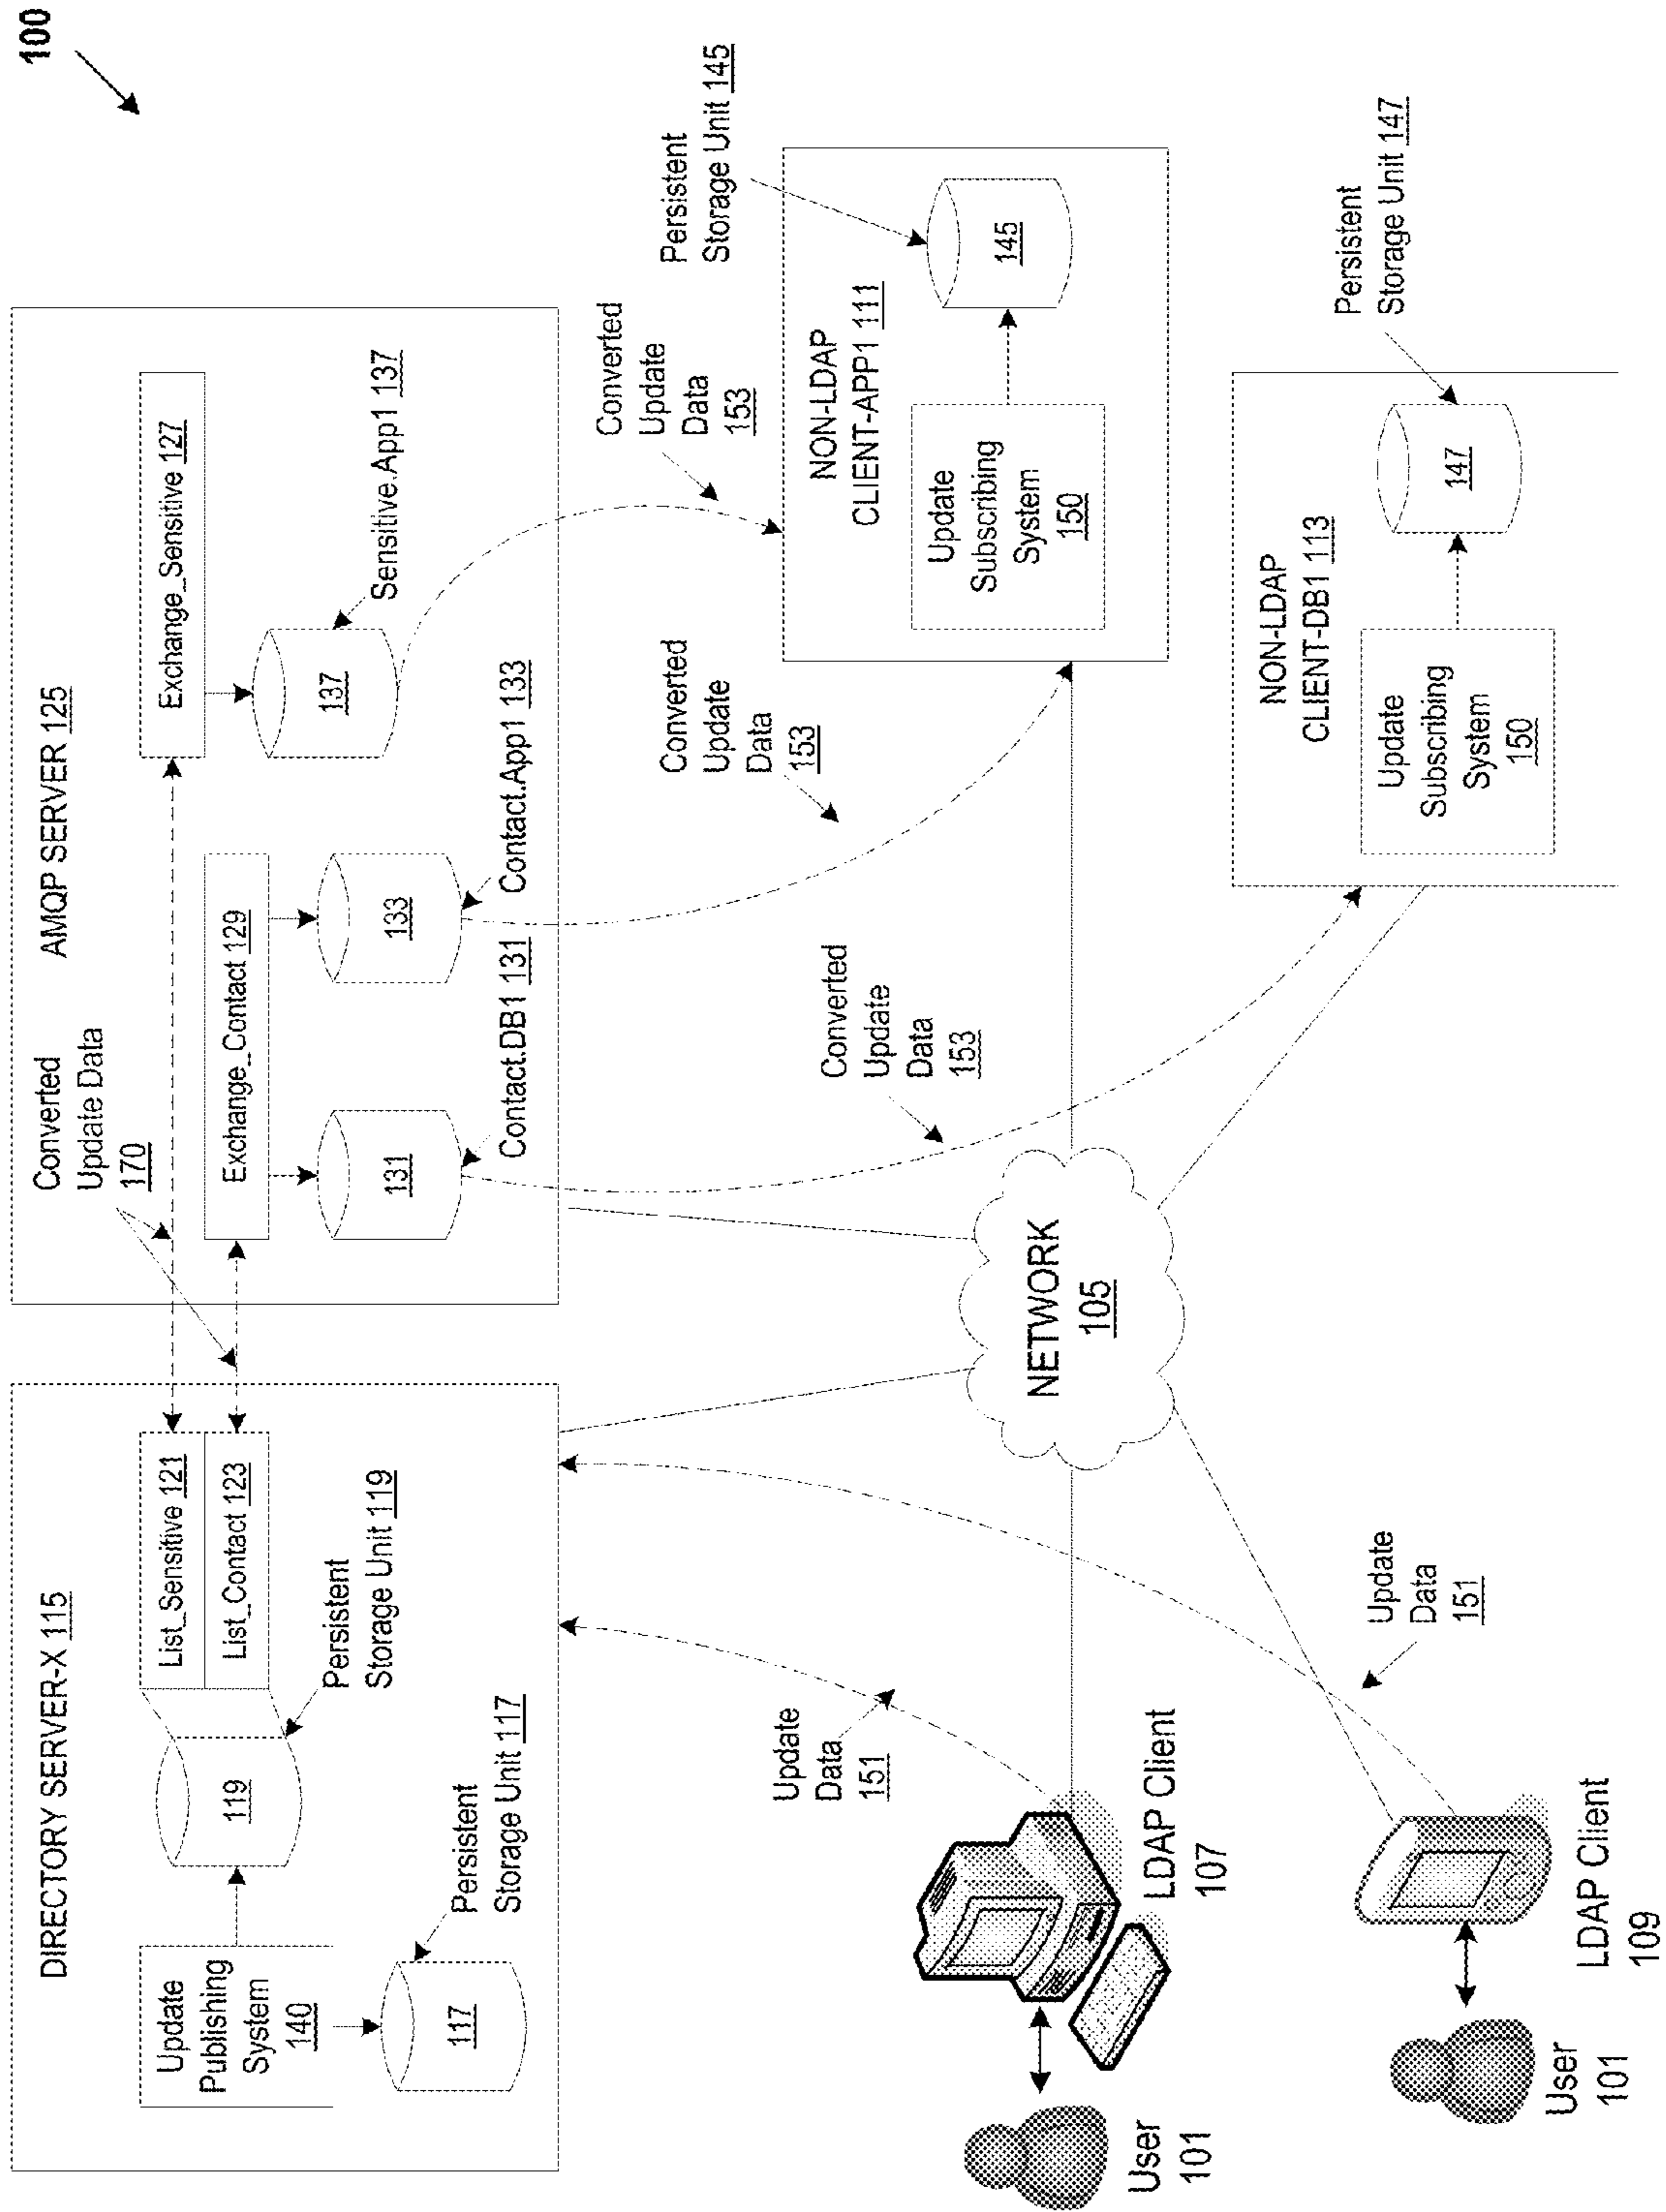 100
DIRECTORY SERVER-X 115
Update
Publishing
System
140
117
Persistent
Storage Unit 117
119
Persistent
Storage Unit 119
List_Sensitive 121
List_Contact 123
Converted
Update Data
170
AMQP SERVER 125
Exchange_Sensitive 127
Exchange_Contact 129
131
Contact.DB1 131
133
Contact.App1 133
137
Sensitive.App1 137
Update
Data
151
Update
Data
151
NETWORK
105
Converted
Update
Data
153
Converted
Update
Data
153
Converted
Update
Data
153
Persistent
Storage Unit 145
NON-LDAP
CLIENT-APP1 111
Update
Subscribing
System
150
145
Persistent
Storage Unit 147
NON-LDAP
CLIENT-DB1 113
Update
Subscribing
System
150
147
User
101
LDAP Client
107
User
101
LDAP Client
109